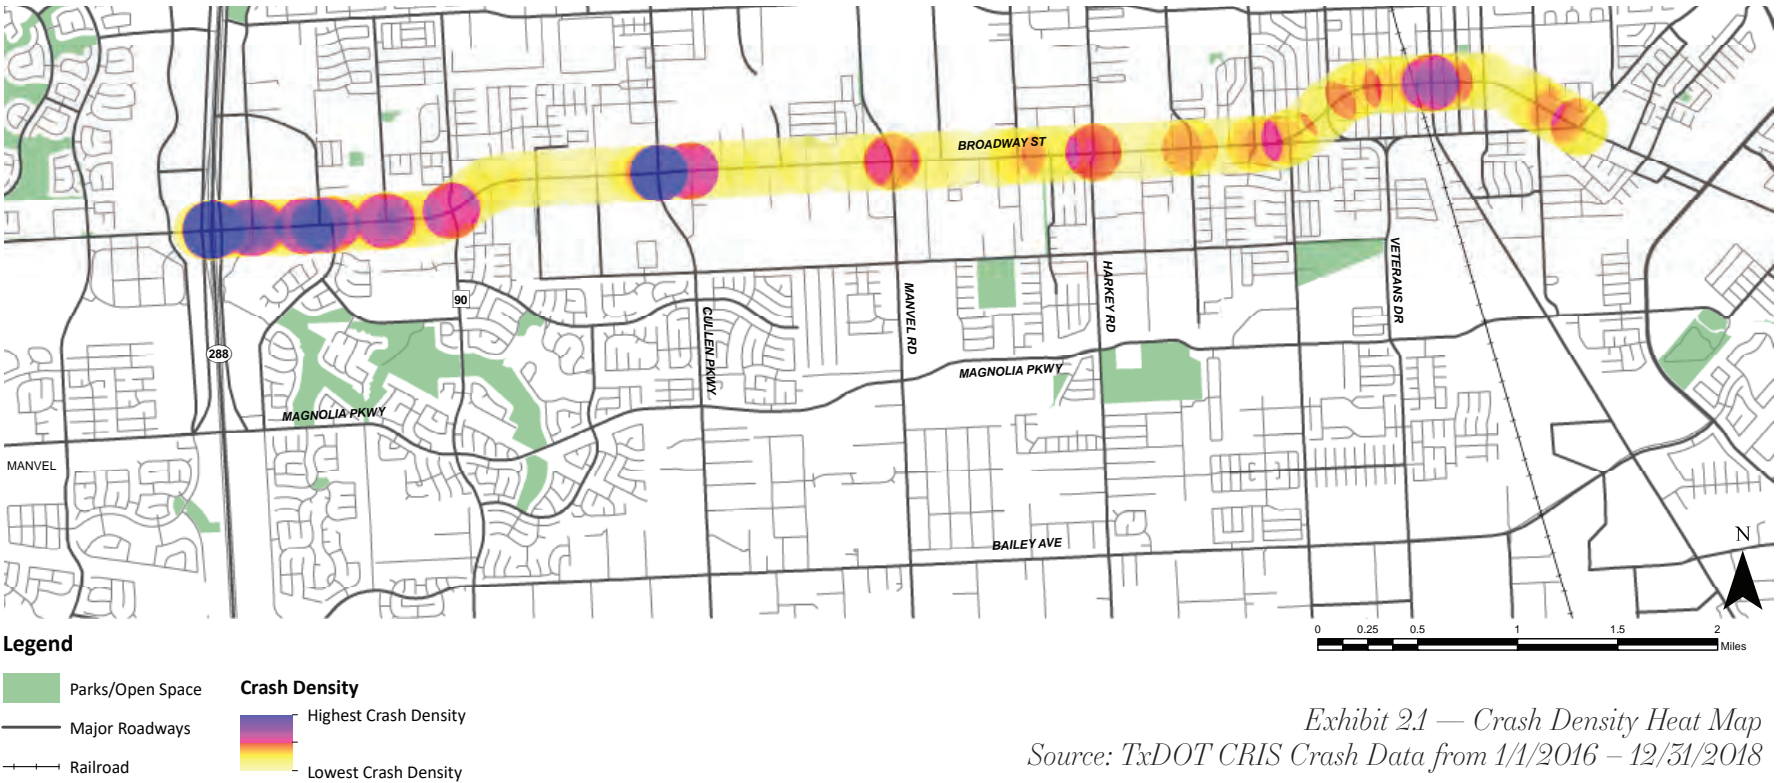 BROADWAY ST
90
288
CULLEN PKWY
MANVEL RD
HARKEY RD
VETERANS DR
MAGNOLIA PKWY
MAGNOLIA PKWY
MANVEL
BAILEY AVE
N
0 0.25 0.5 1 1.5 2
Miles
Legend
Parks/Open Space
Major Roadways
Railroad
Crash Density
Highest Crash Density
Lowest Crash Density
Exhibit 2.1 — Crash Density Heat Map
Source: TxDOT CRIS Crash Data from 1/1/2016 – 12/31/2018